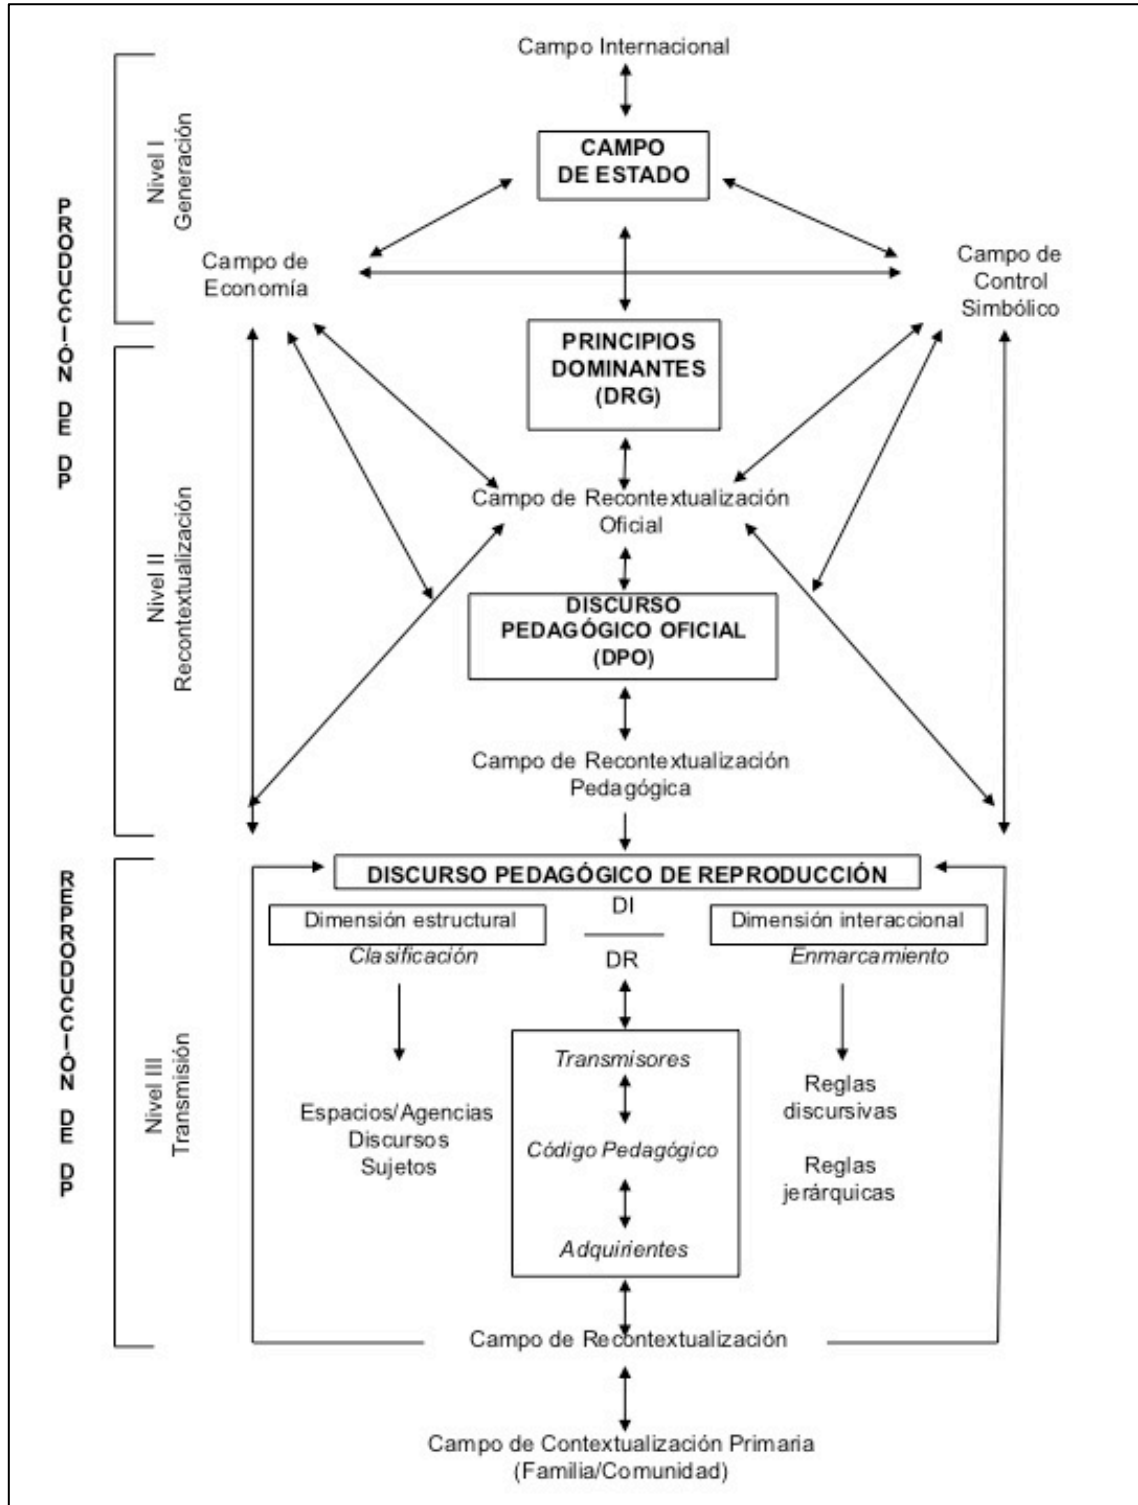 Campo Internacional
CAMPO
DE ESTADO
Nivel I
Generación
PRODUCCIÓN DE DP
Campo de
Economía
Campo de
Control
Simbólico
PRINCIPIOS
DOMINANTES
(DRG)
Nivel II
Recontextualización
Campo de Recontextualización
Oficial
DISCURSO
PEDAGÓGICO OFICIAL
(DPO)
Campo de Recontextualización
Pedagógica
REPRODUCCIÓN DE DP
Nivel III
Transmisión
DISCURSO PEDAGÓGICO DE REPRODUCCIÓN
Dimensión estructural
Clasificación
DI
DR
Dimensión interaccional
Enmarcamiento
Espacios/Agencias
Discursos
Sujetos
Transmisores
Código Pedagógico
Adquirientes
Reglas
discursivas
Reglas
jerárquicas
Campo de Recontextualización
Campo de Contextualización Primaria
(Familia/Comunidad)